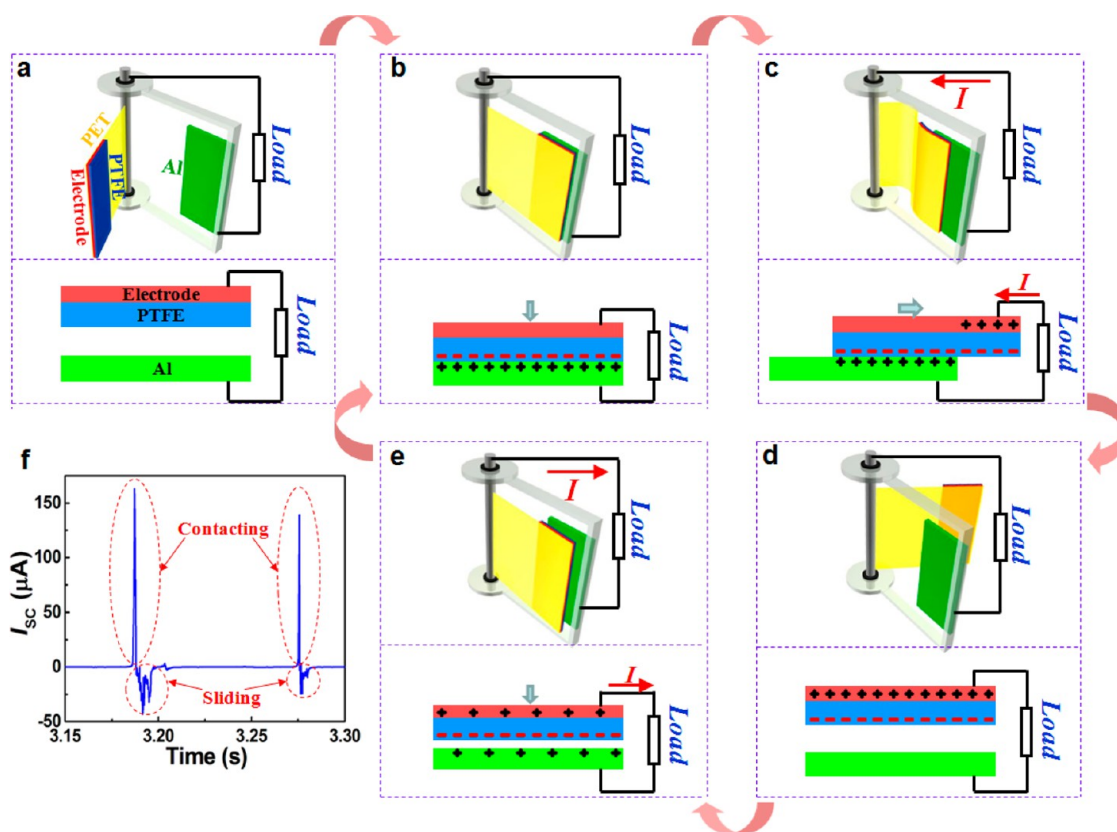 a
PET
PTFE
Electrode
Al
Load
Electrode
PTFE
Al
Load
b
Load
Load
c
I
Load
I
Load
f
I_SC (μA)
150
100
50
0
-50
Contacting
Sliding
3.15
3.20
3.25
3.30
Time (s)
e
I
Load
I
Load
d
Load
Load